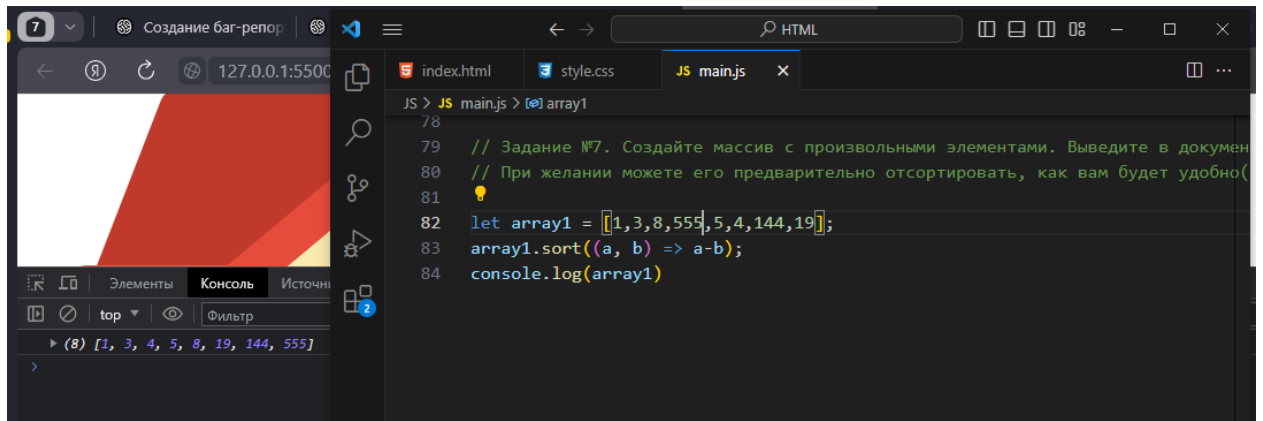 7
Создание баг-репор
HTML
127.0.0.1:5500
index.html
style.css
JS main.js
JS > JS main.js > array1
78
79 // Задание №7. Создайте массив с произвольными элементами. Выведите в докумен
80 // При желании можете его предварительно отсортировать, как вам будет удобно(
81
82 let array1 = [1,3,8,555,5,4,144,19];
83 array1.sort((a, b) => a-b);
84 console.log(array1)
Элементы Консоль Источни
top Фильтр
(8) [1, 3, 4, 5, 8, 19, 144, 555]
2